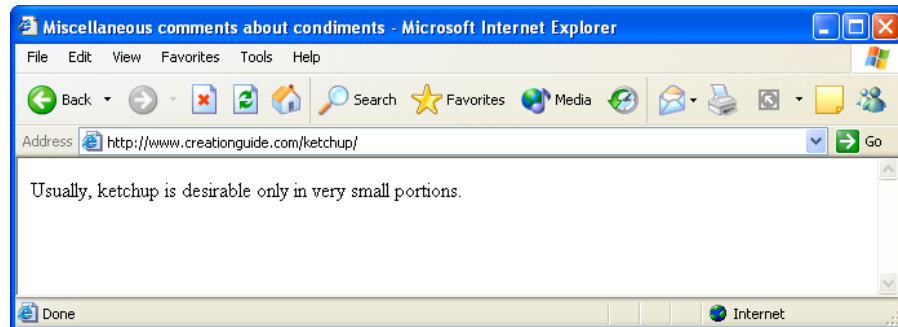 Miscellaneous comments about condiments - Microsoft Internet Explorer
File Edit View Favorites Tools Help
Back Search Favorites Media
Address http://www.creationguide.com/ketchup/ Go
Usually, ketchup is desirable only in very small portions.
Done Internet